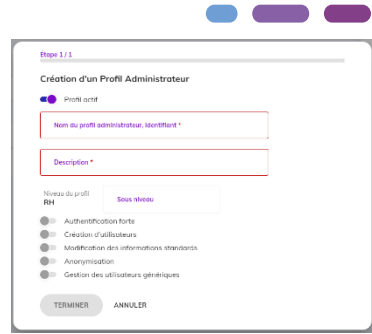 Etape 1 / 1
Création d'un Profil Administrateur
Profil actif
Nom du profil administrateur, Identifiant *
Description *
Niveau du profil
RH
Sous niveau
Authentification forte
Création d'utilisateurs
Modification des informations standards
Anonymisation
Gestion des utilisateurs génériques
TERMINER ANNULER